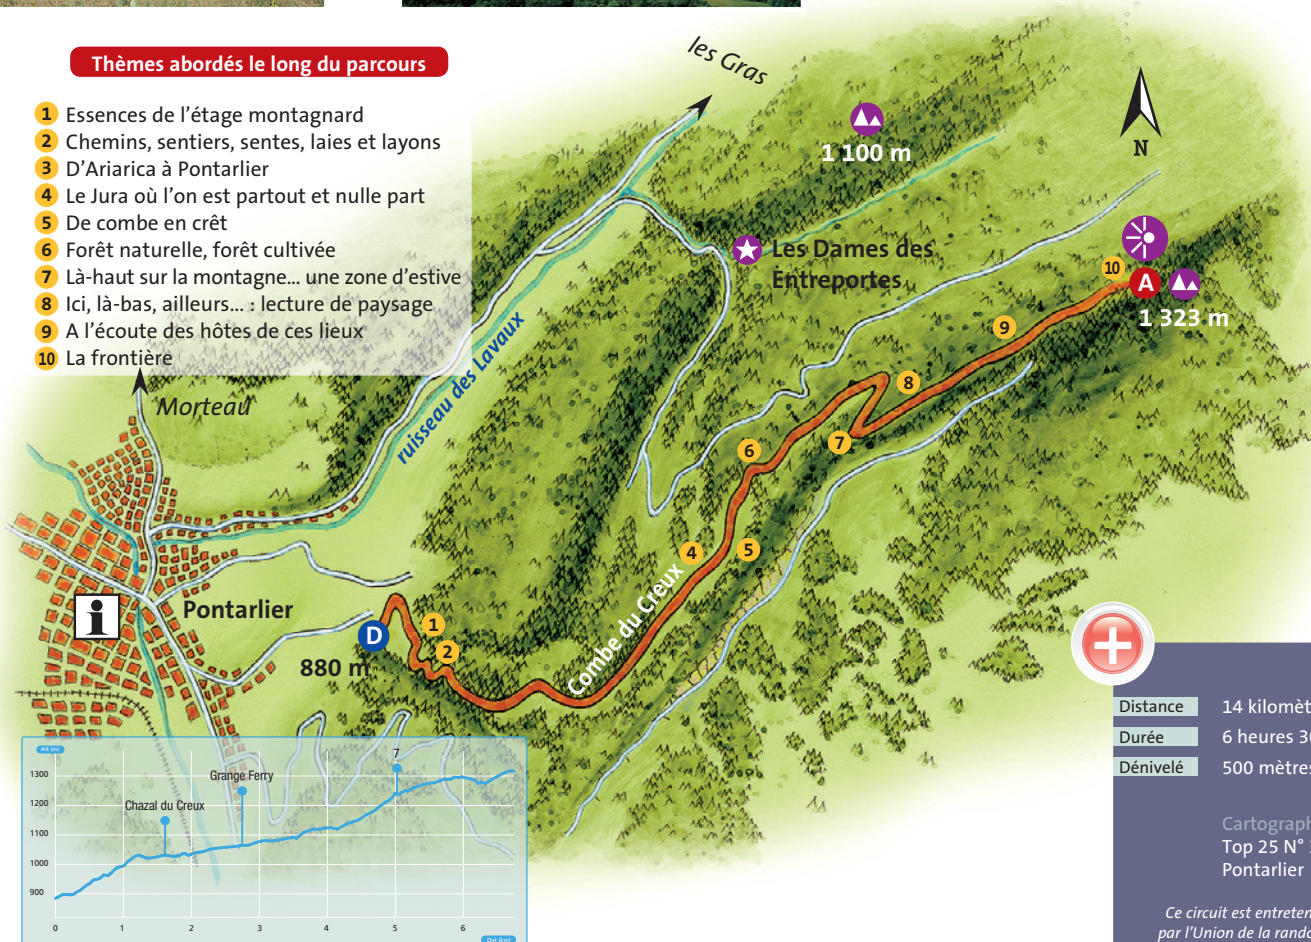 Thèmes abordés le long du parcours
1 Essences de l'étage montagnard
2 Chemins, sentiers, sentes, laies et layons
3 D'Ariarica à Pontarlier
4 Le Jura où l'on est partout et nulle part
5 De combe en crêt
6 Forêt naturelle, forêt cultivée
7 Là-haut sur la montagne... une zone d'estive
8 Ici, là-bas, ailleurs... : lecture de paysage
9 A l'écoute des hôtes de ces lieux
10 La frontière
les Gras
1 100 m
N
Les Dames des
Entreportes
10
A
1 323 m
9
8
7
6
5
4
Combe du Creux
ruisseau des Lavaux
Morteau
i
Pontarlier
D
880 m
1
2
Alt (m)
1300
1200
1100
1000
900
Chazal du Creux
Grange Ferry
7
0 1 2 3 4 5 6
Dist (km)
Distance 14
Durée 6 heures
Dénivelé 500 mètres
Top 25 N°
Pontarlier
Ce circuit est
par l'Union de la